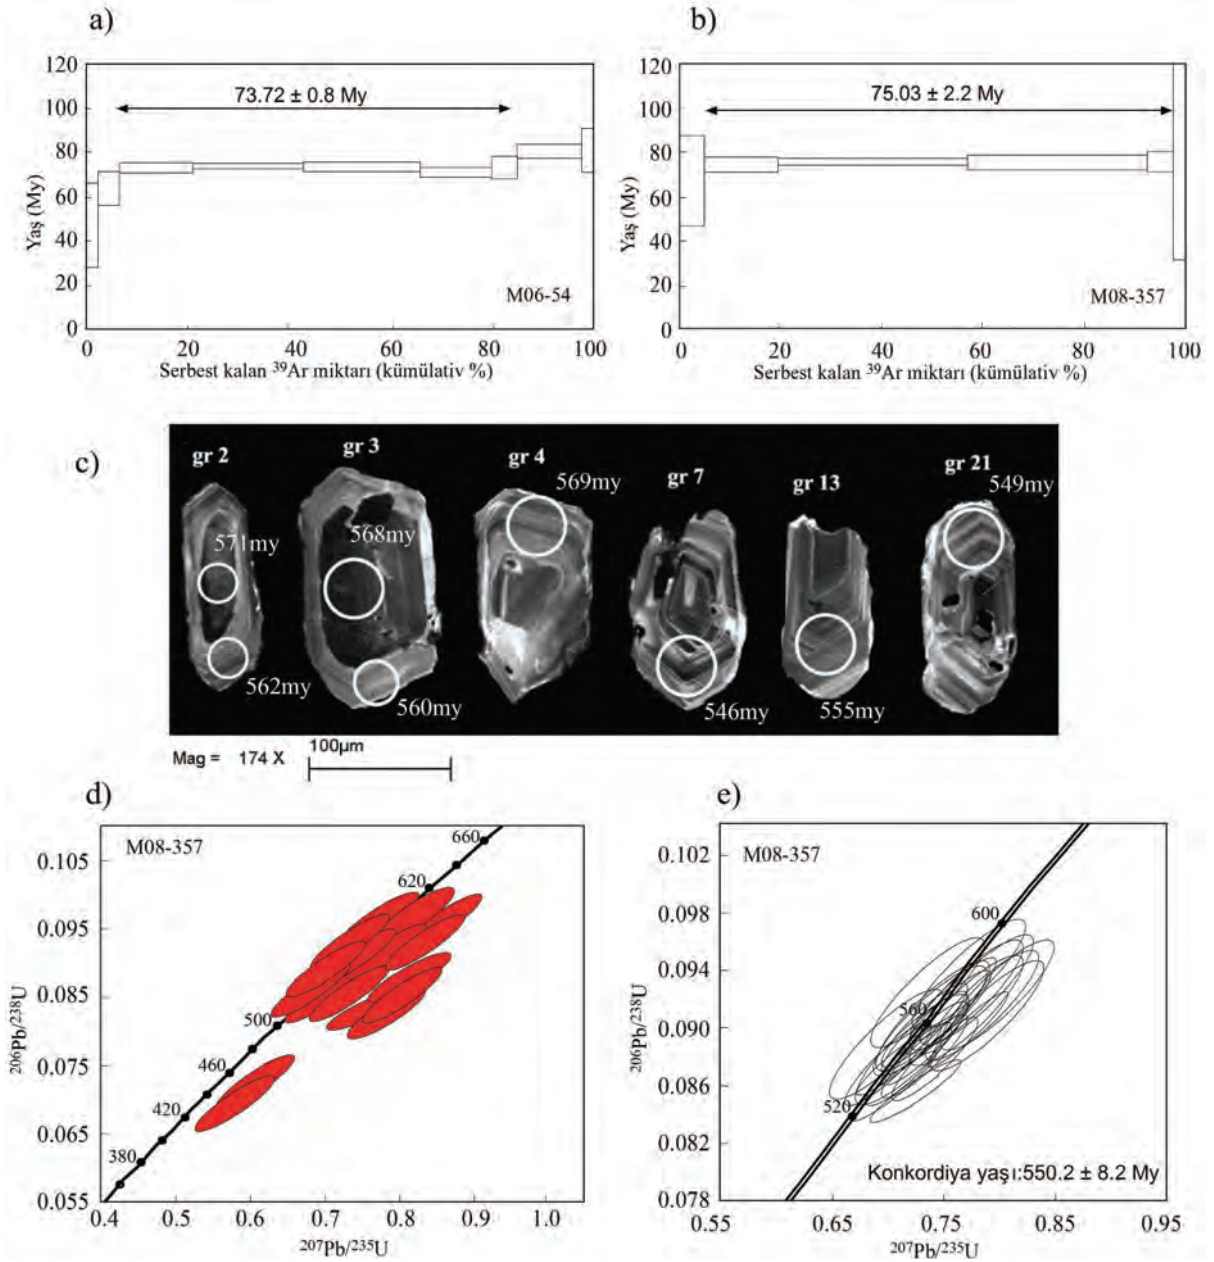 a)
120
100
80
60
40
20
0
Yaş (My)
73.72 ± 0.8 My
M06-54
0 20 40 60 80 100
Serbest kalan ³⁹Ar miktarı (kümülativ %)
b)
120
100
80
60
40
20
0
Yaş (My)
75.03 ± 2.2 My
M08-357
0 20 40 60 80 100
Serbest kalan ³⁹Ar miktarı (kümülativ %)
c)
gr 2
571my
562my
gr 3
568my
560my
gr 4
569my
gr 7
546my
gr 13
555my
gr 21
549my
Mag = 174 X
100µm
d)
M08-357
0.105
0.095
0.085
0.075
0.065
0.055
²⁰⁶Pb/²³⁸U
660
620
500
460
420
380
0.4 0.5 0.6 0.7 0.8 0.9 1.0
²⁰⁷Pb/²³⁵U
e)
M08-357
0.102
0.098
0.094
0.090
0.086
0.082
0.078
²⁰⁶Pb/²³⁸U
600
560
520
Konkordiya yaşı:550.2 ± 8.2 My
0.55 0.65 0.75 0.85 0.95
²⁰⁷Pb/²³⁵U